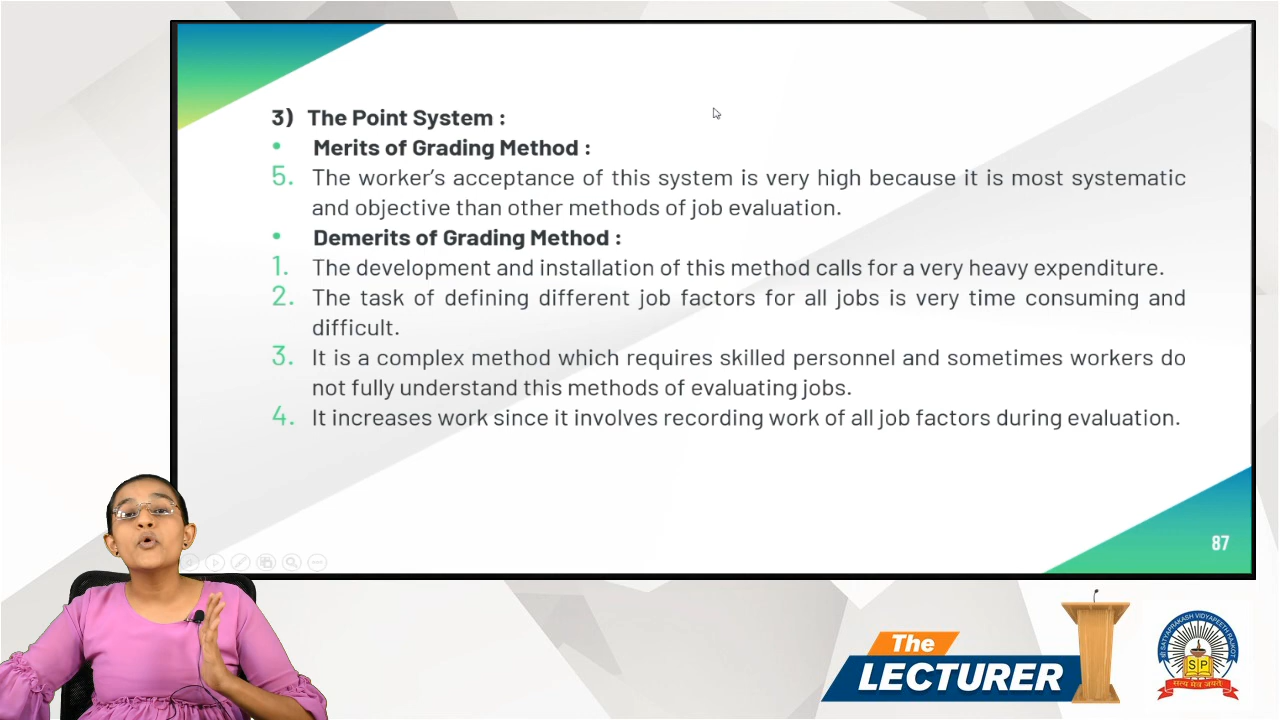 3) The Point System :
• Merits of Grading Method :
5. The worker's acceptance of this system is very high because it is most systematic
and objective than other methods of job evaluation.
• Demerits of Grading Method :
1. The development and installation of this method calls for a very heavy expenditure.
2. The task of defining different job factors for all jobs is very time consuming and
difficult.
3. It is a complex method which requires skilled personnel and sometimes workers do
not fully understand this methods of evaluating jobs.
4. It increases work since it involves recording work of all job factors during evaluation.
87
The
LECTURER
SP
सत्य मेव जयते